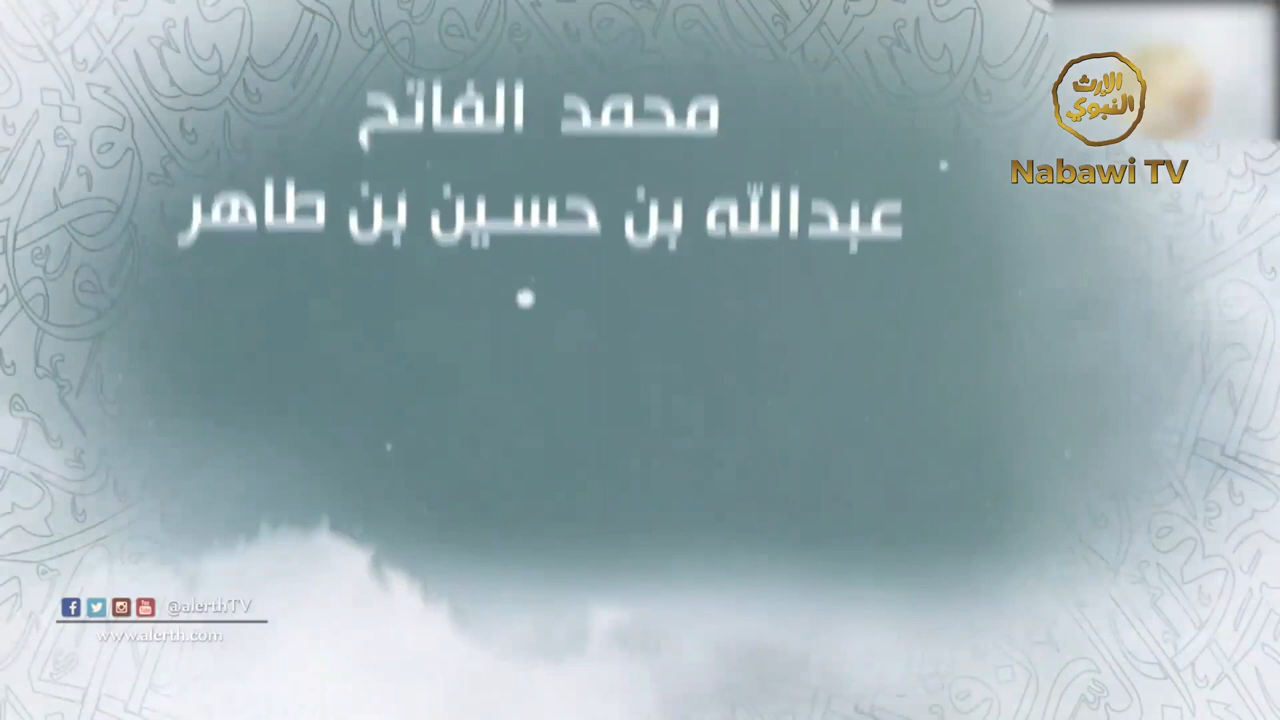 محمد الفاتح
عبدالله بن حسين بن طاهر
الإرث
النبوي
Nabawi TV
@alerthTV
www.alerth.com